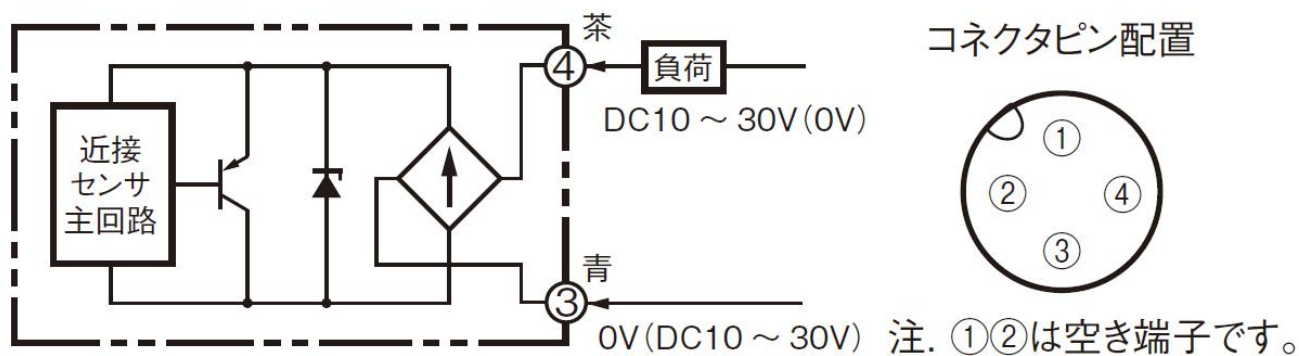 茶
④
負荷
DC10 ～ 30V(0V)
近接
センサ
主回路
青
③
0V(DC10 ～ 30V)
コネクタピン配置
①
②
④
③
注. ①②は空き端子です。